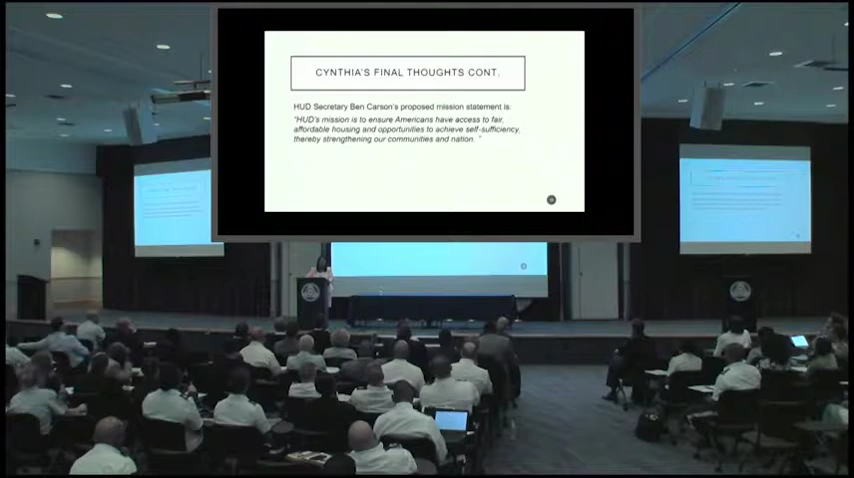 CYNTHIA'S FINAL THOUGHTS CONT.
HUD Secretary Ben Carson's proposed mission statement is:
"HUD's mission is to ensure Americans have access to fair,
affordable housing and opportunities to achieve self-sufficiency,
thereby strengthening our communities and nation. "